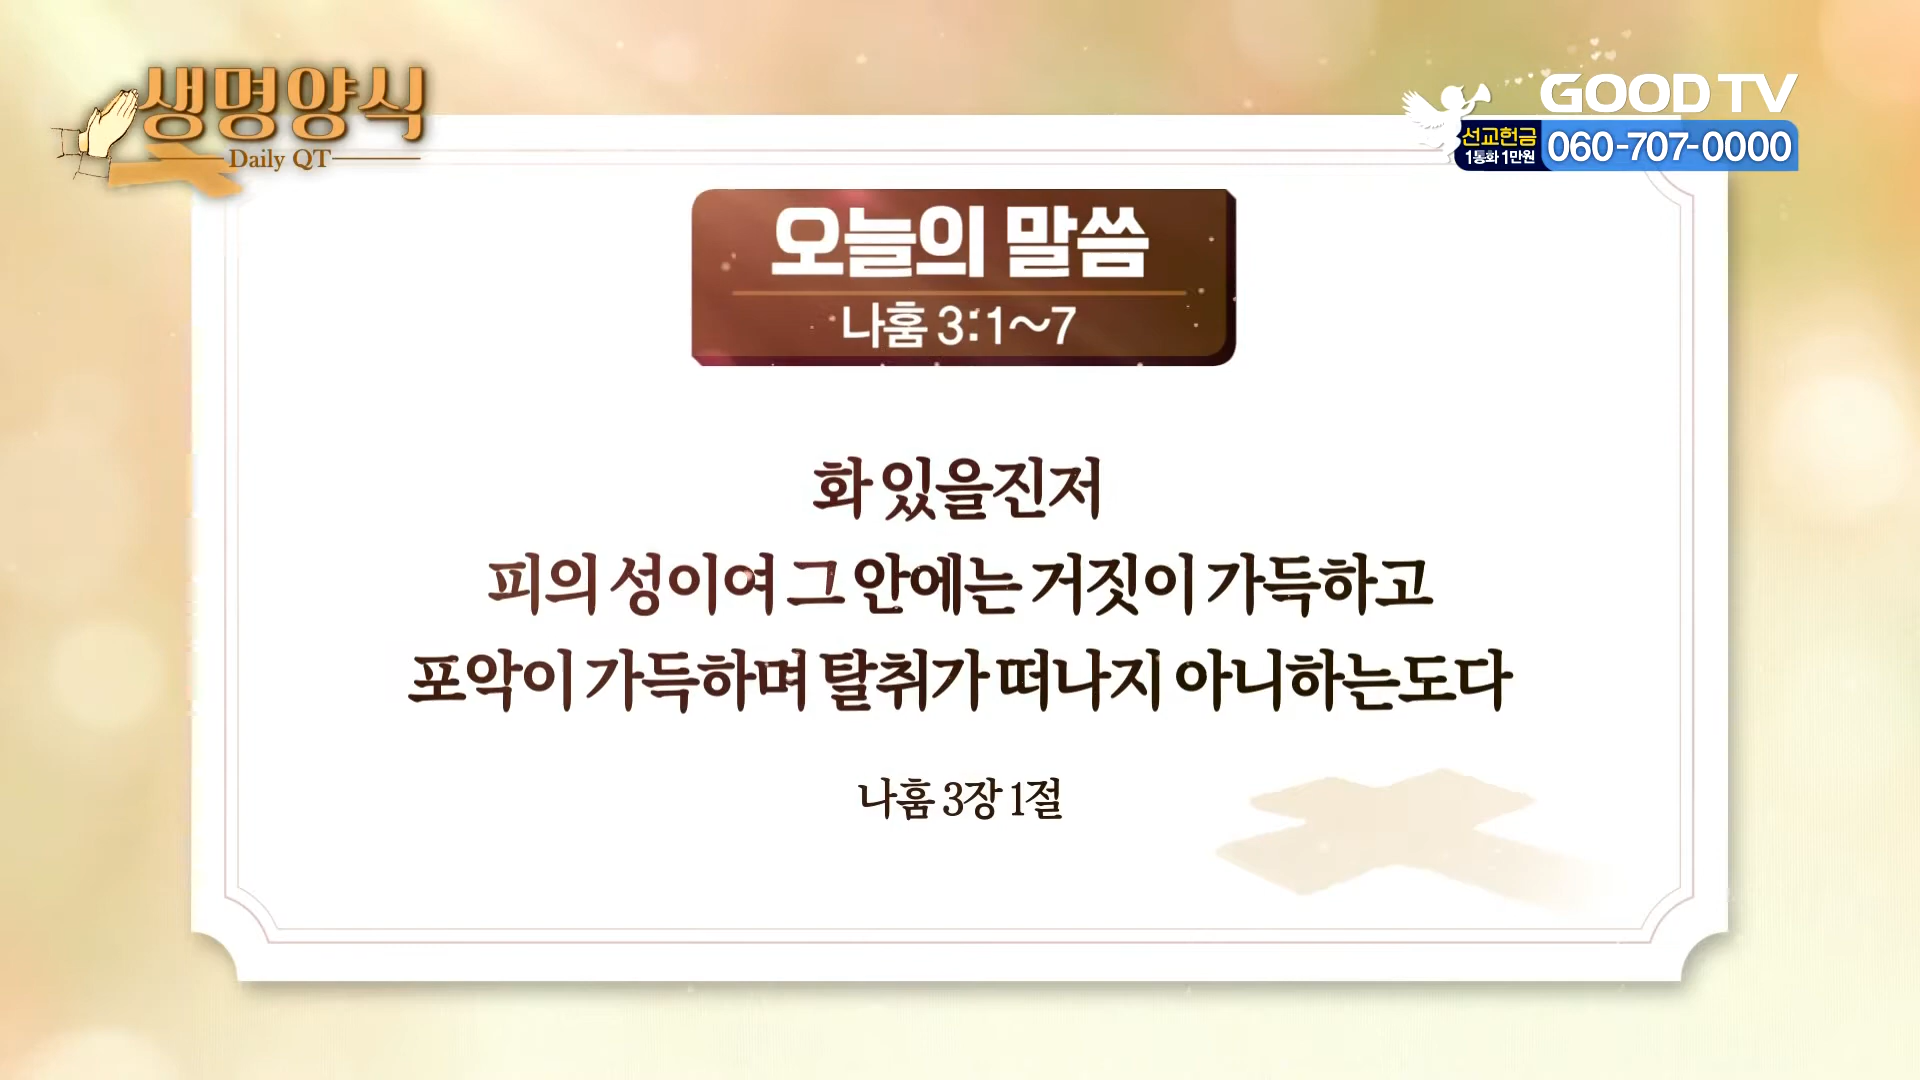 생명양식
Daily QT
GOOD TV
선교헌금
1통화 1만원
060-707-0000
오늘의 말씀
나훔 3:1~7
화 있을진저
피의 성이여 그 안에는 거짓이 가득하고
포악이 가득하며 탈취가 떠나지 아니하는도다
나훔 3장 1절